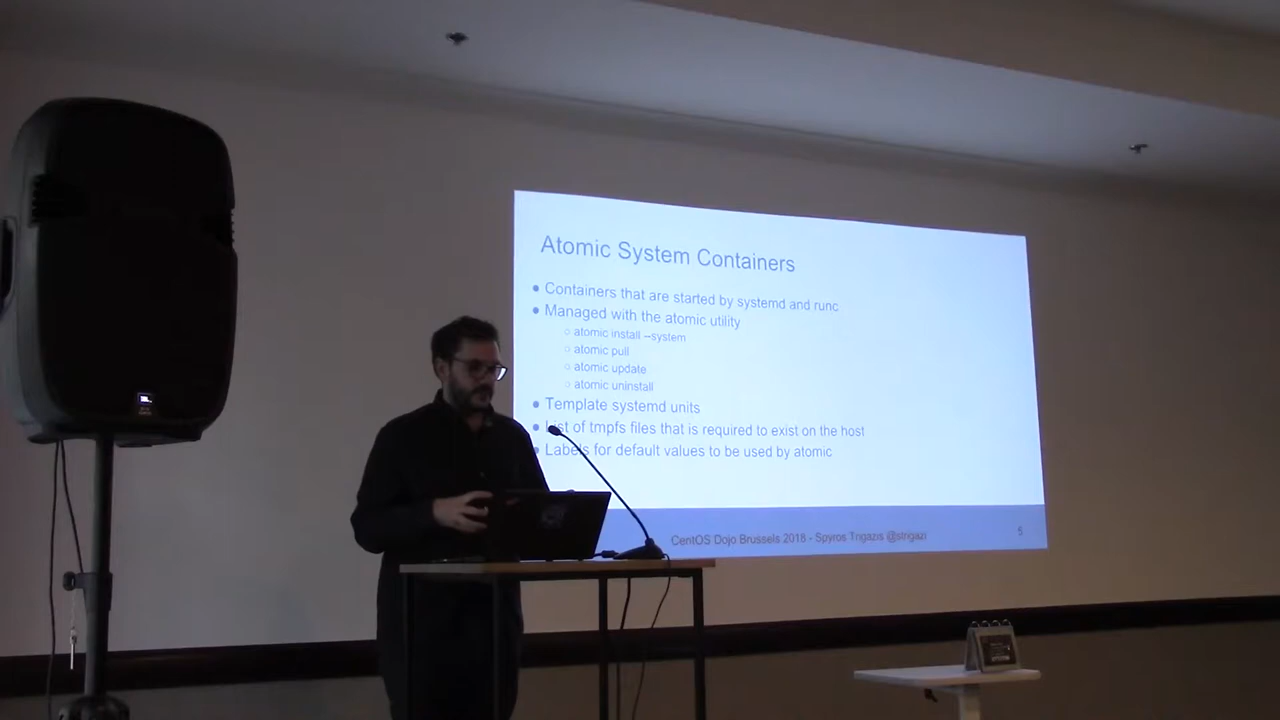 Atomic System Containers
● Containers that are started by systemd and runc
● Managed with the atomic utility
○ atomic install --system
○ atomic pull
○ atomic update
○ atomic uninstall
● Template systemd units
● List of tmpfs files that is required to exist on the host
● Labels for default values to be used by atomic
CentOS Dojo Brussels 2018 - Spyros Trigazis @strigazi
5
JBL